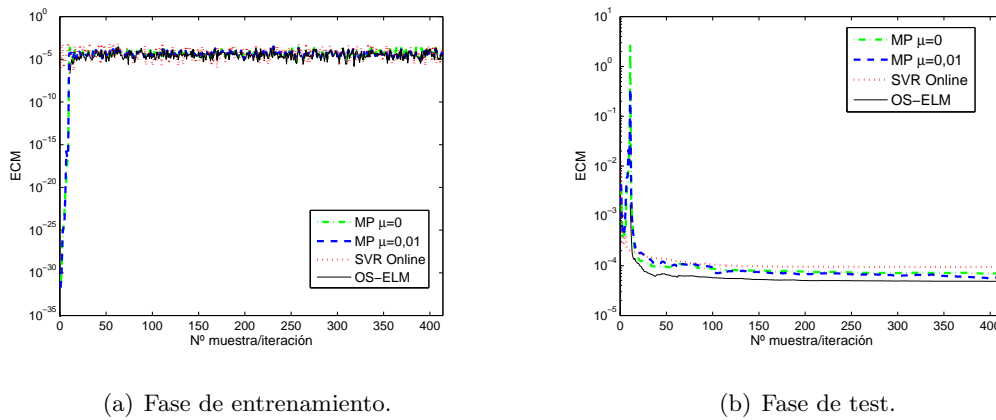 10^0
10^-5
10^-10
10^-15
10^-20
10^-25
10^-30
10^-35
ECM
0 50 100 150 200 250 300 350 400
Nº muestra/iteración
MP μ=0
MP μ=0,01
SVR Online
OS−ELM
(a) Fase de entrenamiento.
10^1
10^0
10^-1
10^-2
10^-3
10^-4
10^-5
ECM
0 50 100 150 200 250 300 350 400
Nº muestra/iteración
MP μ=0
MP μ=0,01
SVR Online
OS−ELM
(b) Fase de test.